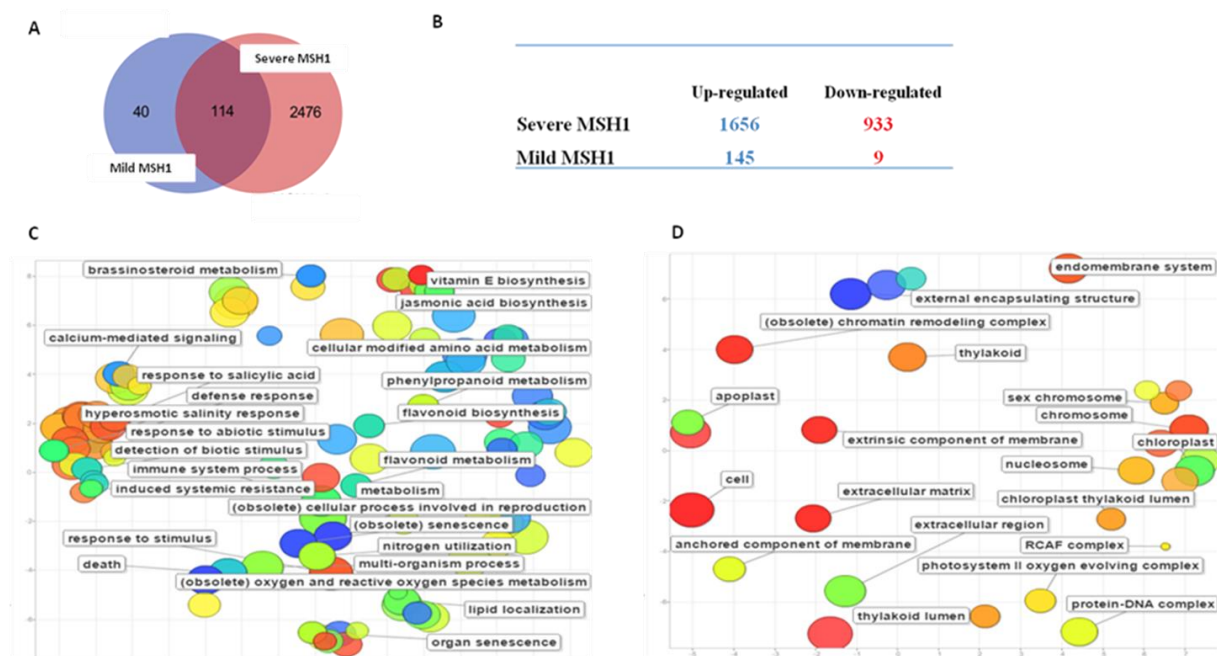 A
Severe MSH1
40
114
2476
Mild MSH1
B
Up-regulated Down-regulated
Severe MSH1 1656 933
Mild MSH1 145 9
C
brassinosteroid metabolism
vitamin E biosynthesis
jasmonic acid biosynthesis
calcium-mediated signaling
cellular modified amino acid metabolism
response to salicylic acid
phenylpropanoid metabolism
defense response
hyperosmotic salinity response
flavonoid biosynthesis
response to abiotic stimulus
detection of biotic stimulus
flavonoid metabolism
immune system process
induced systemic resistance
metabolism
(obsolete) cellular process involved in reproduction
(obsolete) senescence
response to stimulus
nitrogen utilization
death
multi-organism process
(obsolete) oxygen and reactive oxygen species metabolism
lipid localization
organ senescence
D
endomembrane system
external encapsulating structure
(obsolete) chromatin remodeling complex
thylakoid
apoplast
sex chromosome
chromosome
extrinsic component of membrane
chloroplast
nucleosome
cell
extracellular matrix
chloroplast thylakoid lumen
extracellular region
anchored component of membrane
RCAF complex
photosystem II oxygen evolving complex
thylakoid lumen
protein-DNA complex